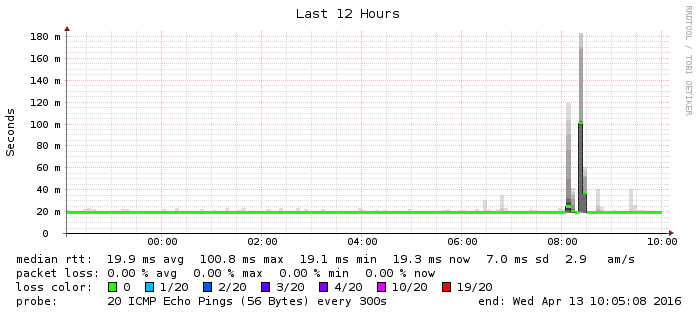 Last 12 Hours
RRDTOOL / TOBI OETIKER
Seconds
180 m
160 m
140 m
120 m
100 m
80 m
60 m
40 m
20 m
0
00:00 02:00 04:00 06:00 08:00 10:00
median rtt: 19.9 ms avg 100.8 ms max 19.1 ms min 19.3 ms now 7.0 ms sd 2.9 am/s
packet loss: 0.00 % avg 0.00 % max 0.00 % min 0.00 % now
loss color: 0 1/20 2/20 3/20 4/20 10/20 19/20
probe: 20 ICMP Echo Pings (56 Bytes) every 300s end: Wed Apr 13 10:05:08 2016